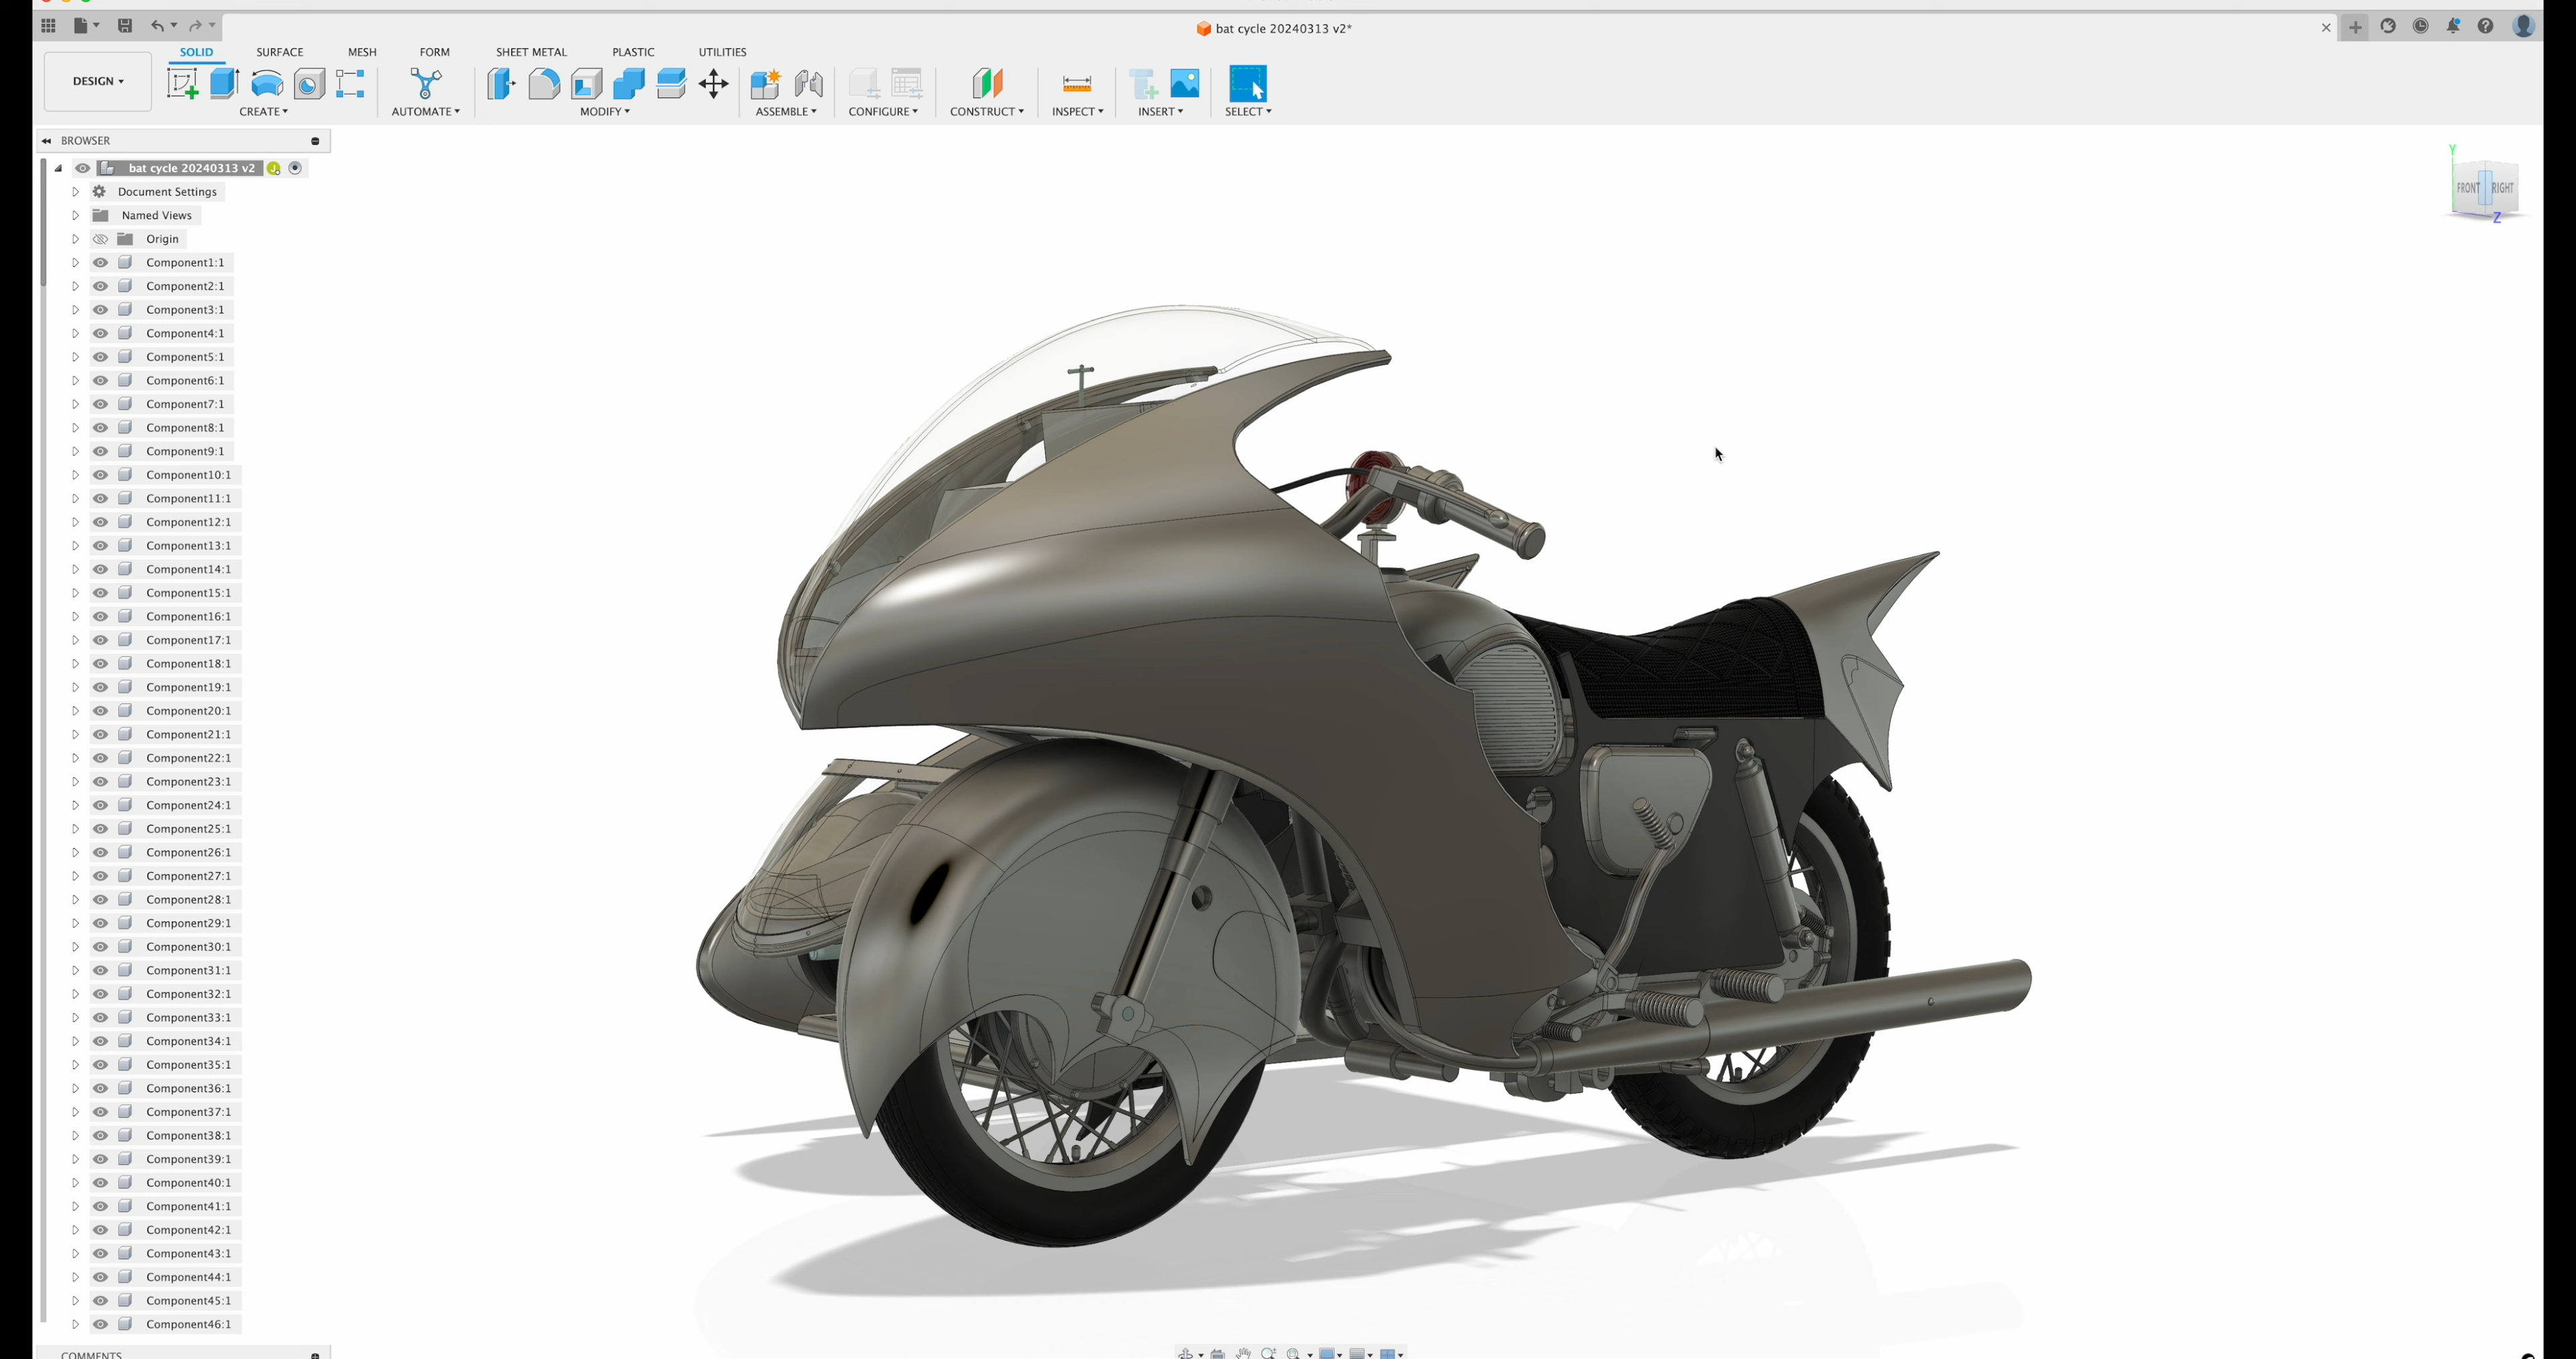 bat cycle 20240313 v2*
SOLID SURFACE MESH FORM SHEET METAL PLASTIC UTILITIES
DESIGN
CREATE AUTOMATE MODIFY ASSEMBLE CONFIGURE CONSTRUCT INSPECT INSERT SELECT
BROWSER
bat cycle 20240313 v2
Document Settings
Named Views
Origin
Component1:1
Component2:1
Component3:1
Component4:1
Component5:1
Component6:1
Component7:1
Component8:1
Component9:1
Component10:1
Component11:1
Component12:1
Component13:1
Component14:1
Component15:1
Component16:1
Component17:1
Component18:1
Component19:1
Component20:1
Component21:1
Component22:1
Component23:1
Component24:1
Component25:1
Component26:1
Component27:1
Component28:1
Component29:1
Component30:1
Component31:1
Component32:1
Component33:1
Component34:1
Component35:1
Component36:1
Component37:1
Component38:1
Component39:1
Component40:1
Component41:1
Component42:1
Component43:1
Component44:1
Component45:1
Component46:1
COMMENTS
Y
FRONT RIGHT
Z